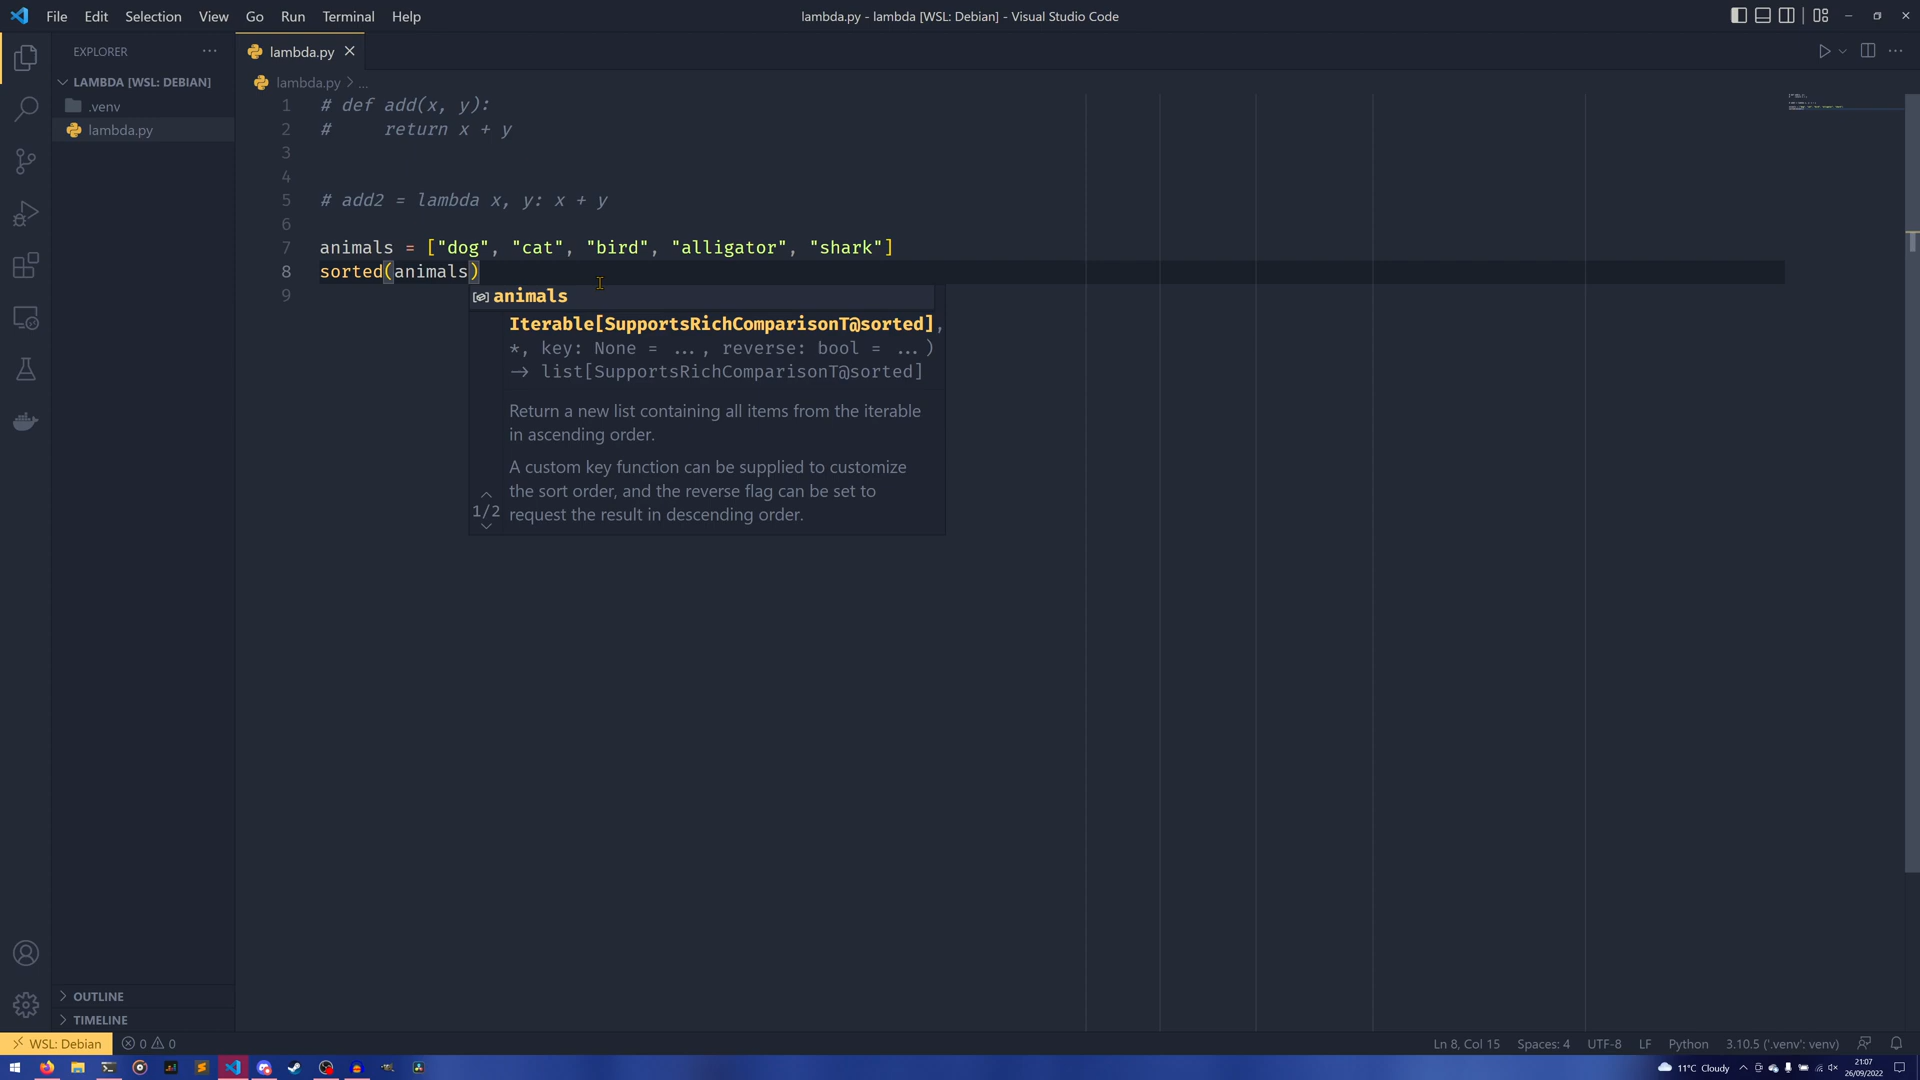 File Edit Selection View Go Run Terminal Help
lambda.py - lambda [WSL: Debian] - Visual Studio Code
EXPLORER
LAMBDA [WSL: DEBIAN]
.venv
lambda.py
lambda.py
lambda.py > ...
1 # def add(x, y):
2 #     return x + y
3
4
5 # add2 = lambda x, y: x + y
6
7 animals = ["dog", "cat", "bird", "alligator", "shark"]
8 sorted(animals)
9
animals
Iterable[SupportsRichComparisonT@sorted],
*, key: None = ..., reverse: bool = ...)
→ list[SupportsRichComparisonT@sorted]
Return a new list containing all items from the iterable
in ascending order.
A custom key function can be supplied to customize
the sort order, and the reverse flag can be set to
request the result in descending order.
1/2
OUTLINE
TIMELINE
WSL: Debian 0 0
Ln 8, Col 15 Spaces: 4 UTF-8 LF Python 3.10.5 ('.venv': venv)
11°C Cloudy
21:07
26/09/2022